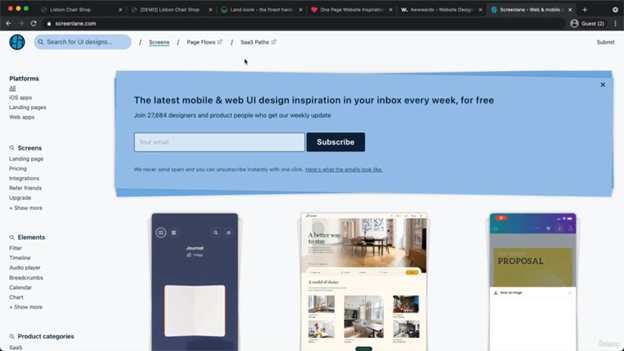 Lisbon Chair Shop
[DEMO] Lisbon Chair Shop
Land-book - the finest hand
One Page Website Inspiration
Awwwards - Website Design
Screenlane - Web & mobile
screenlane.com
Guest (2)
Search for UI designs...
/ Screens / Page Flows / SaaS Paths
Submit
Platforms
All
iOS apps
Landing pages
Web apps
Screens
Landing page
Pricing
Integrations
Refer friends
Upgrade
+ Show more
Elements
Filter
Timeline
Audio player
Breadcrumbs
Calendar
Chart
+ Show more
Product categories
SaaS
The latest mobile & web UI design inspiration in your inbox every week, for free
Join 27,684 designers and product people who get our weekly update
Your email
Subscribe
We never send spam and you can unsubscribe instantly with one click. Here's what the emails look like.
Journal
1 Page
A better way
to stay
A world of choice
PROPOSAL
Save as image
Udemy